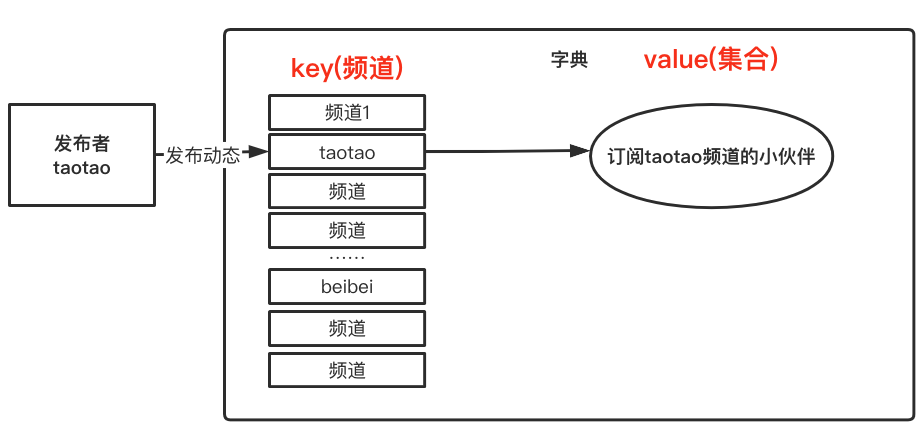 发布者
taotao
发布动态
字典
key(频道)
value(集合)
频道1
taotao
频道
频道
......
beibei
频道
频道
订阅taotao频道的小伙伴